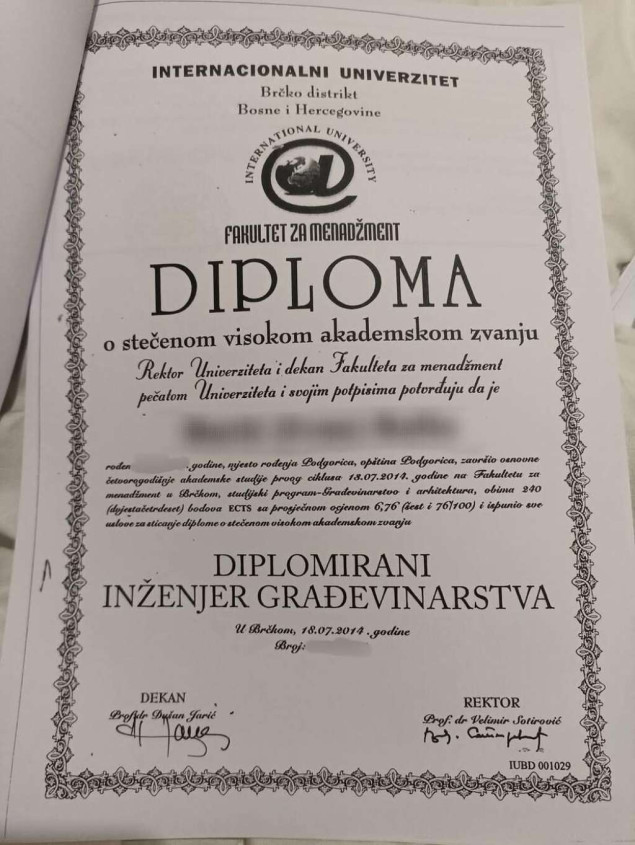 INTERNACIONALNI UNIVERZITET
Brčko distrikt
Bosne i Hercegovine
INTERNATIONAL UNIVERSITY
FAKULTET ZA MENADŽMENT
DIPLOMA
o stečenom visokom akademskom zvanju
Rektor Univerziteta i dekan Fakulteta za menadžment
pečatom Univerziteta i svojim potpisima potvrđuju da je
rođen .godine, mjesto rođenja Podgorica, opština Podgorica, završio osnovne
četvorogodišnje akademske studije prvog ciklusa 18.07.2014. godine na Fakultetu za
menadžment u Brčkom, studijski program-Građevinarstvo i arhitektura, obima 240
(dvjestačetrdeset) bodova ECTS sa prosječnom ocjenom 6,76 (šest i 76/100) i ispunio sve
uslove za sticanje diplome o stečenom visokom akademskom zvanju
DIPLOMIRANI
INŽENJER GRAĐEVINARSTVA
U Brčkom, 18.07.2014 .godine
Broj:
DEKAN
Prof.dr Dušan Jarić
REKTOR
Prof. dr Velimir Sotirović
IUBD 001029